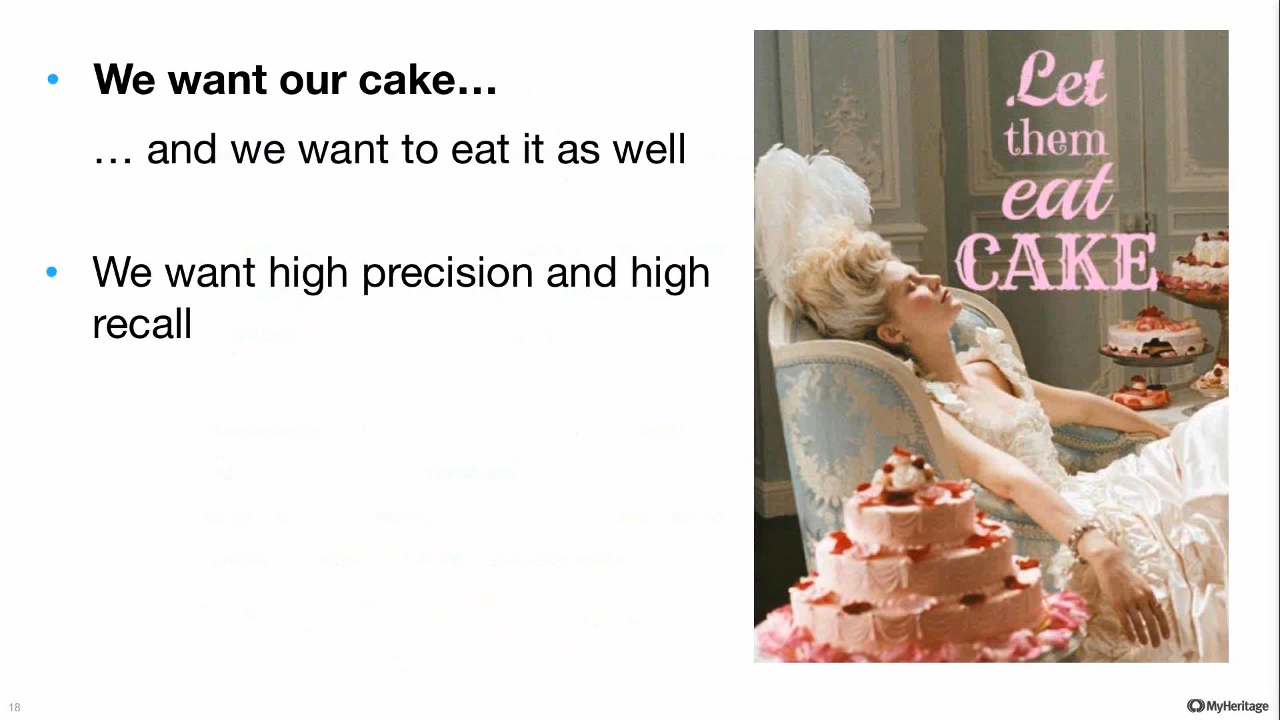 • We want our cake…
… and we want to eat it as well
• We want high precision and high
recall
Let
them
eat
CAKE
18
MyHeritage